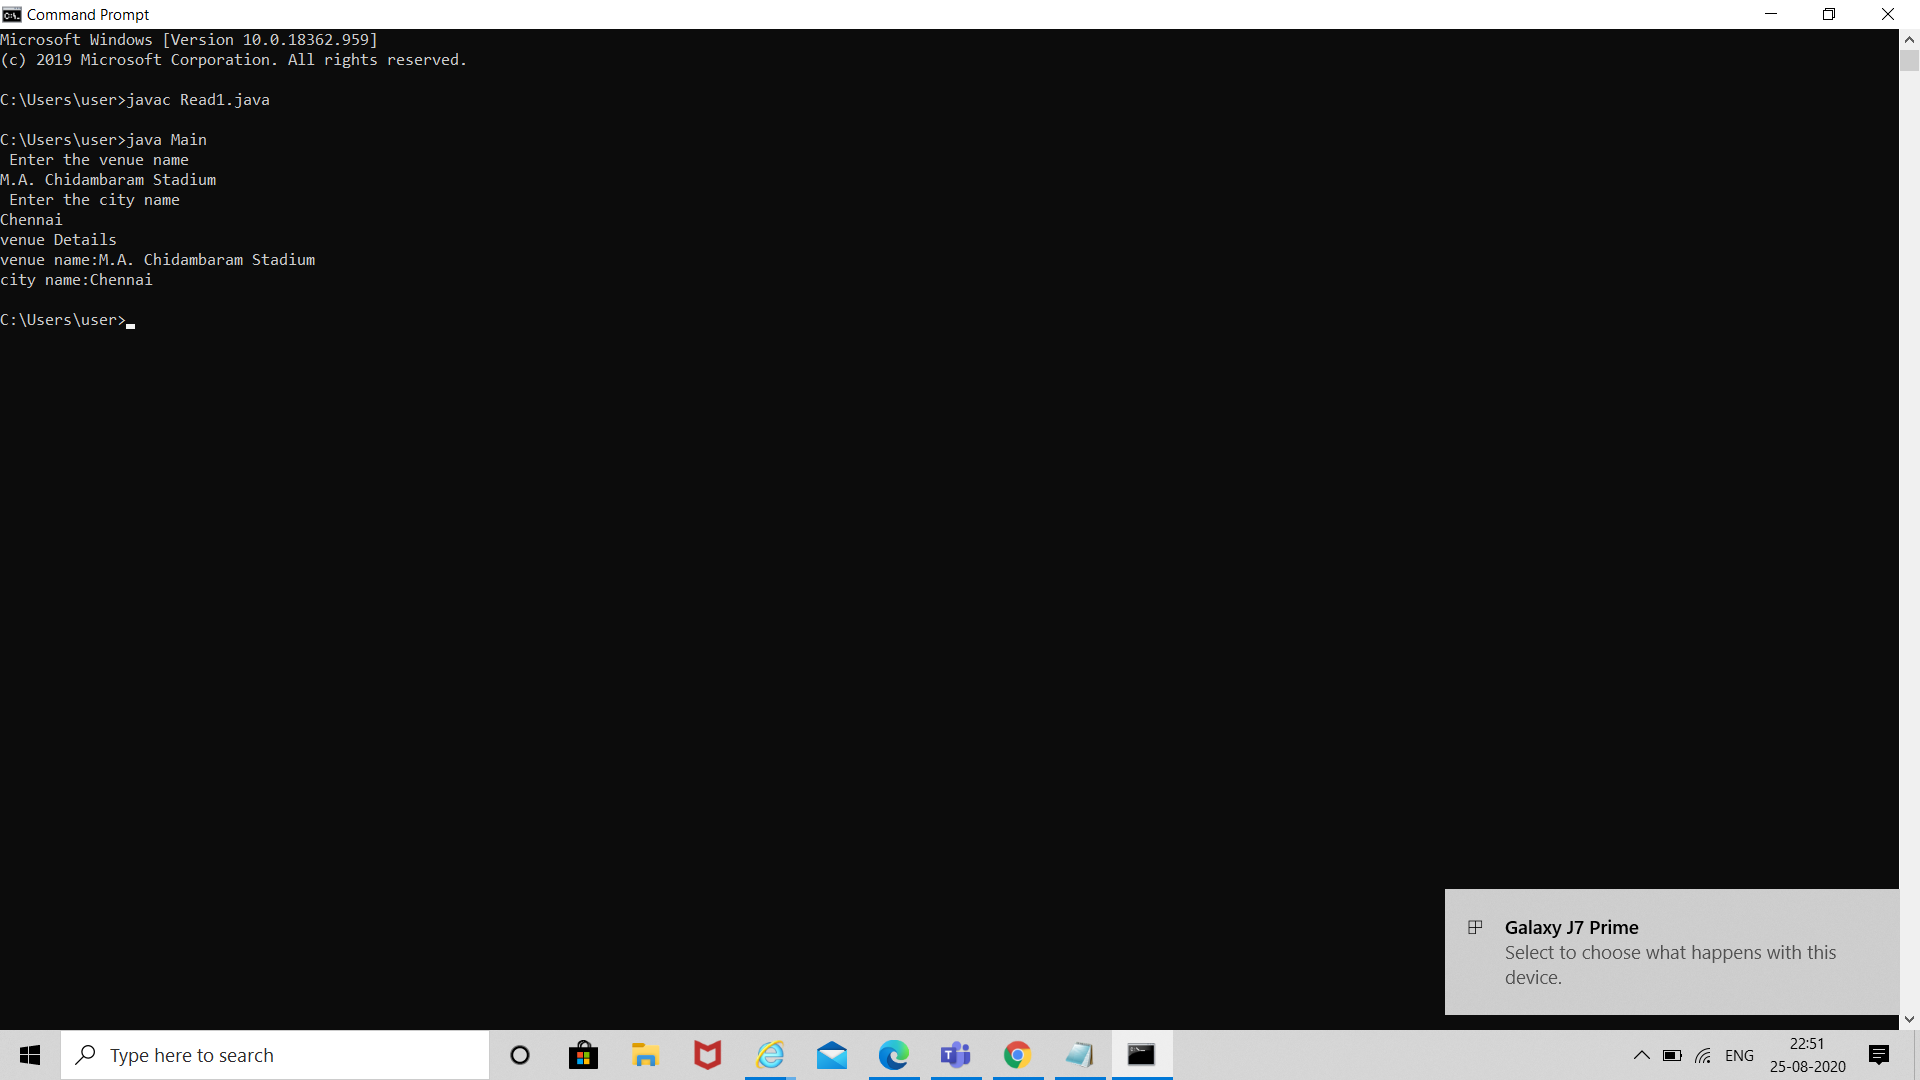 Command Prompt
Microsoft Windows [Version 10.0.18362.959]
(c) 2019 Microsoft Corporation. All rights reserved.
C:\Users\user>javac Read1.java
C:\Users\user>java Main
Enter the venue name
M.A. Chidambaram Stadium
Enter the city name
Chennai
venue Details
venue name:M.A. Chidambaram Stadium
city name:Chennai
C:\Users\user>
Galaxy J7 Prime
Select to choose what happens with this
device.
Type here to search
ENG
22:51
25-08-2020